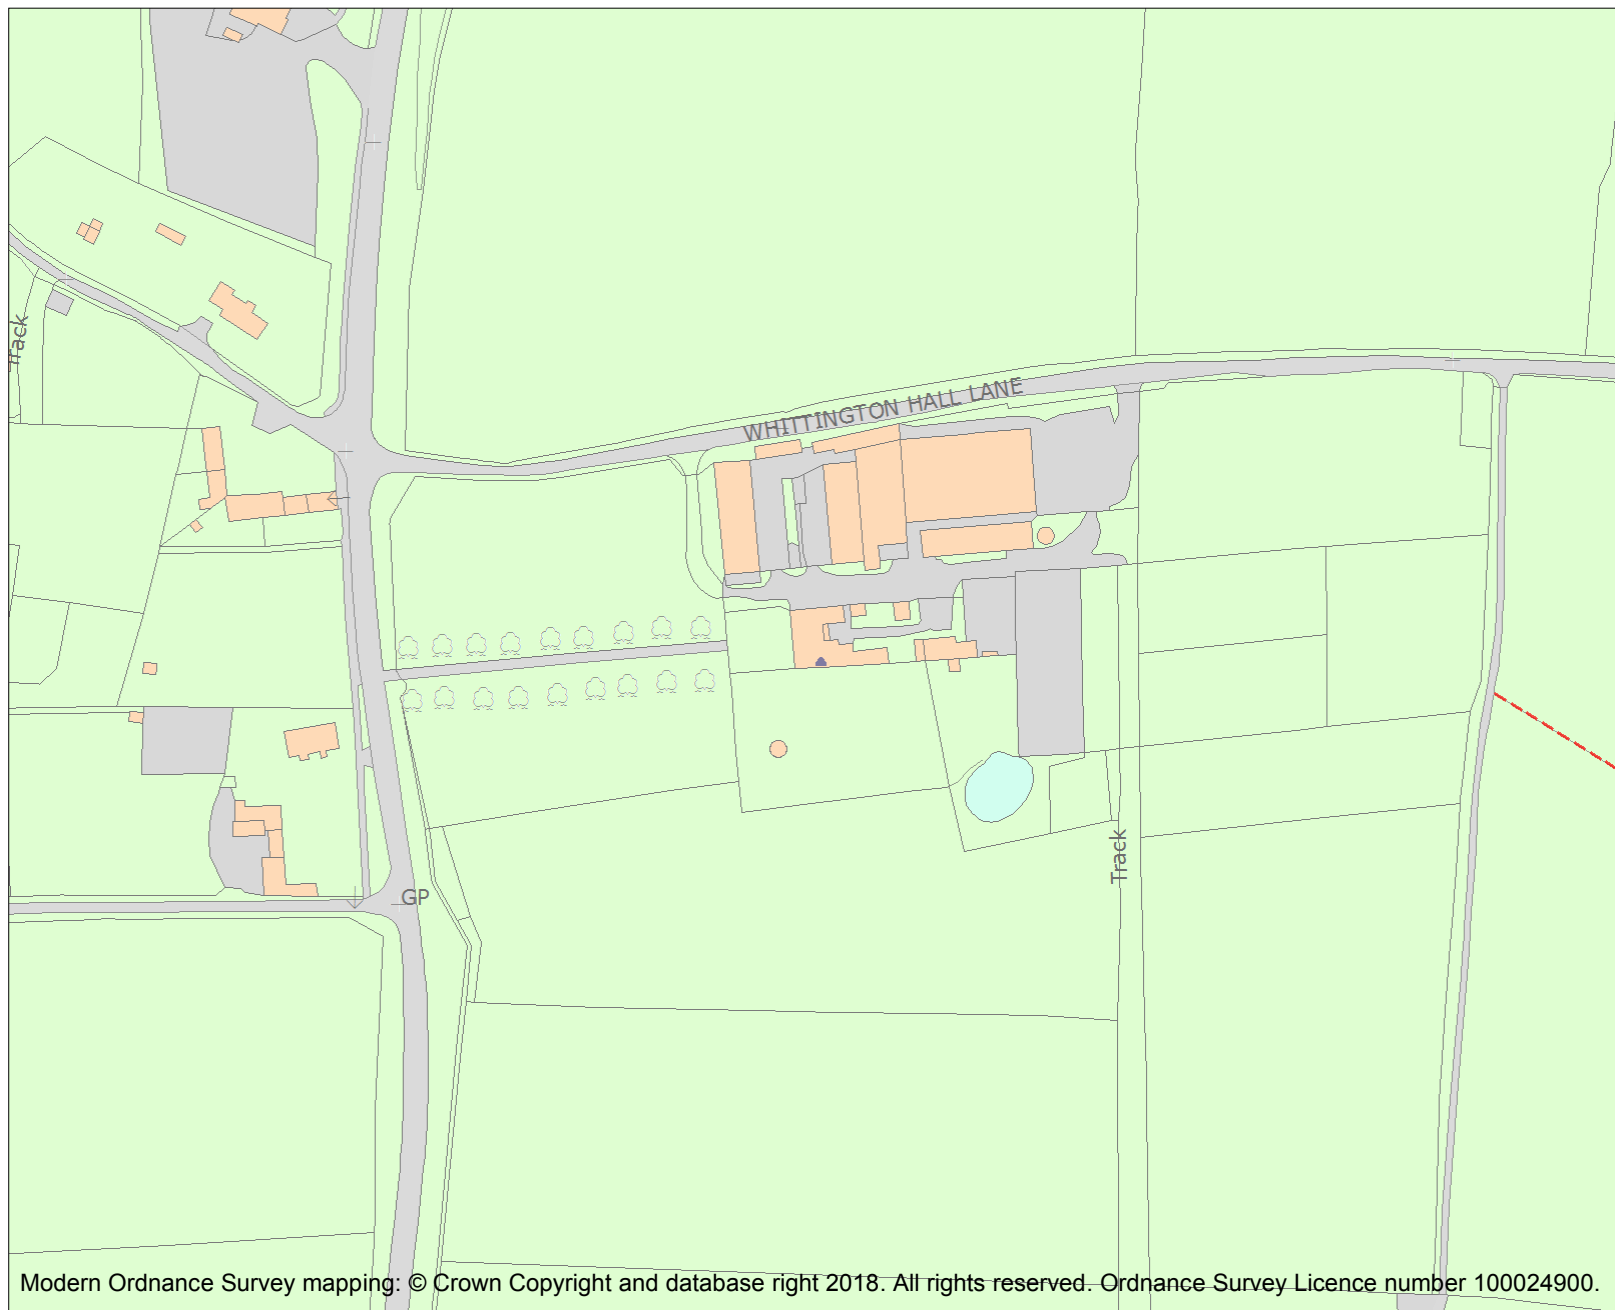 Track
WHITTINGTON HALL LANE
Track
GP
Modern Ordnance Survey mapping: © Crown Copyright and database right 2018. All rights reserved. Ordnance Survey Licence number 100024900.